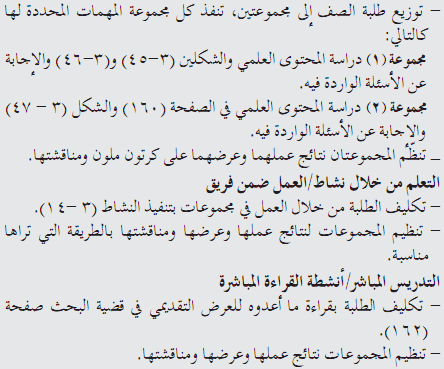 – توزيع طلبة الصف إلى مجموعتين، تنفذ كل مجموعة المهمات المحددة لها
كالتالي:
مجموعة (١) دراسة المحتوى العلمي والشكلين (٣–٤٥) و(٣–٤٦) والإجابة
عن الأسئلة الواردة فيه.
مجموعة (٢) دراسة المحتوى العلمي في الصفحة (١٦٠) والشكل (٣ – ٤٧)
والإجابة عن الأسئلة الواردة فيه.
_ تنظّم المجموعتان نتائج عملهما وعرضهما على كرتون ملون ومناقشتها.
التعلم من خلال نشاط/العمل ضمن فريق
– تكليف الطلبة من خلال العمل في مجموعات بتنفيذ النشاط (٣ –١٤).
– تنظيم المجموعات لنتائج عملها وعرضها ومناقشتها بالطريقة التي تراها
مناسبة.
التدريس المباشر/أنشطة القراءة المباشرة
– تكليف الطلبة بقراءة ما أعدوه للعرض التقديمي في قضية البحث صفحة
(١٦٢).
– تنظيم المجموعات نتائج عملها وعرضها ومناقشتها.